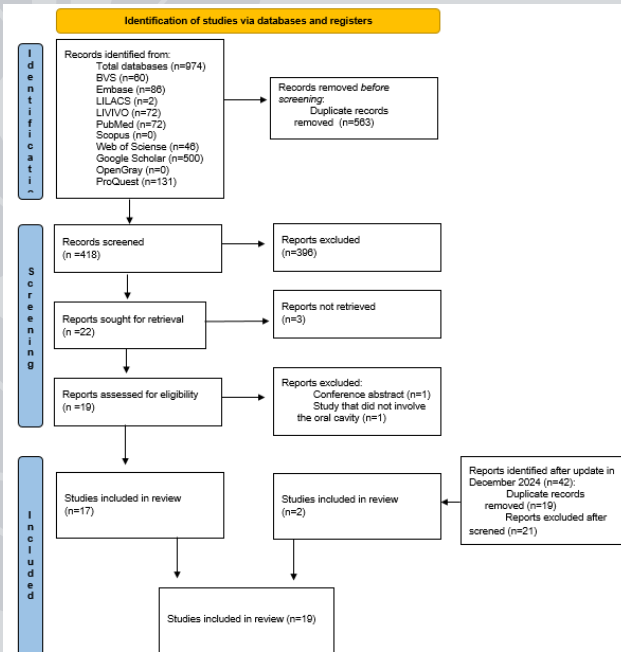 Identification of studies via databases and registers
Identificati
Records identified from:
Total databases (n=974)
BVS (n=60)
Embase (n=86)
LILACS (n=2)
LIVIVO (n=72)
PubMed (n=72)
Scopus (n=0)
Web of Sciense (n=46)
Google Scholar (n=500)
OpenGray (n=0)
ProQuest (n=131)
Records removed before
screening:
Duplicate records
removed (n=563)
Screening
Records screened
(n =418)
Reports excluded
(n=396)
Reports sought for retrieval
(n =22)
Reports not retrieved
(n=3)
Reports assessed for eligibility
(n =19)
Reports excluded:
Conference abstract (n=1)
Study that did not involve
the oral cavity (n=1)
Included
Studies included in review
(n=17)
Studies included in review
(n=2)
Reports identified after update in
December 2024 (n=42):
Duplicate records
removed (n=19)
Reports excluded after
screned (n=21)
Studies included in review (n=19)